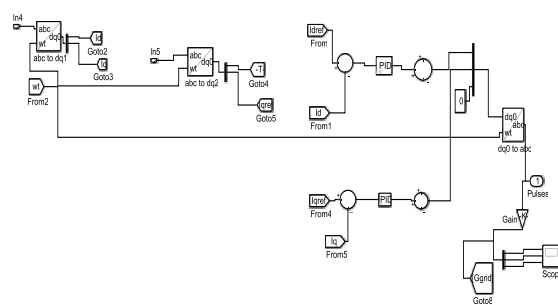 In4
abc
dq0
wt
abc to dq1
Id
Goto2
Iq
Goto3
wt
From2
In5
abc
dq0
wt
abc to dq2
Goto4
Goto5
Idref
From
PID
Id
From1
0
dq0
abc
wt
dq0 to abc
1
Pulses
Iqref
From4
PID
Iq
From5
Gain
-K-
Ggrid
Goto8
Scop